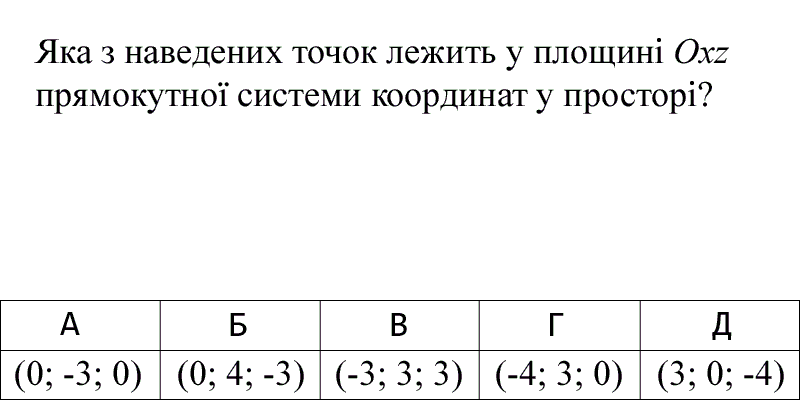 Яка з наведених точок лежить у площині Oxz
прямокутної системи координат у просторі?
А Б В Г Д
(0; -3; 0) (0; 4; -3) (-3; 3; 3) (-4; 3; 0) (3; 0; -4)